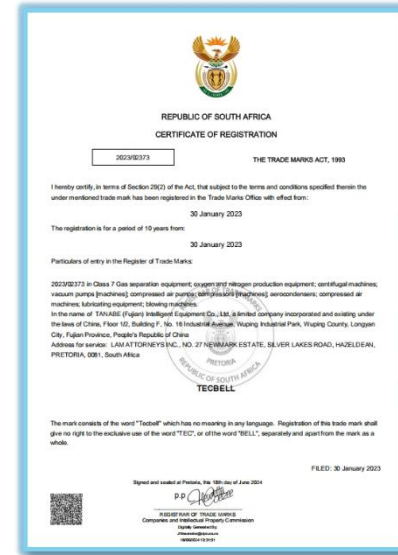 REPUBLIC OF SOUTH AFRICA
CERTIFICATE OF REGISTRATION
2023/02373
THE TRADE MARKS ACT, 1993
I hereby certify, in terms of Section 29(2) of the Act, that subject to the terms and conditions specified therein the
under mentioned trade mark has been registered in the Trade Marks Office with effect from:
30 January 2023
The registration is for a period of 10 years from:
30 January 2023
Particulars of entry in the Register of Trade Marks:
2023/02373 in Class 7 Gas separation equipment; oxygen and nitrogen production equipment; centrifugal machines;
vacuum pumps [machines]; compressed air pumps; compressors [machines]; aerocondensers; compressed air
machines; lubricating equipment; blowing machines.
In the name of TANABE (Fujian) Intelligent Equipment Co., Ltd, a limited company incorporated and existing under
the laws of China, Floor 1/2, Building F, No. 16 Industrial Avenue, Wuping Industrial Park, Wuping County, Longyan
City, Fujian Province, People's Republic of China
Address for service: LAM ATTORNEYS INC., NO. 27 NEWMARK ESTATE, SILVER LAKES ROAD, HAZELDEAN,
PRETORIA, 0081, South Africa
REGISTRAR OF TRADE MARKS
PRETORIA
REPUBLIC OF SOUTH AFRICA
TECBELL
The mark consists of the word "Tecbell" which has no meaning in any language. Registration of this trade mark shall
give no right to the exclusive use of the word "TEC", or of the word "BELL", separately and apart from the mark as a
whole.
FILED: 30 January 2023
Signed and sealed at Pretoria, this 18th day of June 2024
P.P
REGISTRAR OF TRADE MARKS
Companies and Intellectual Property Commission
Digitally Generated By